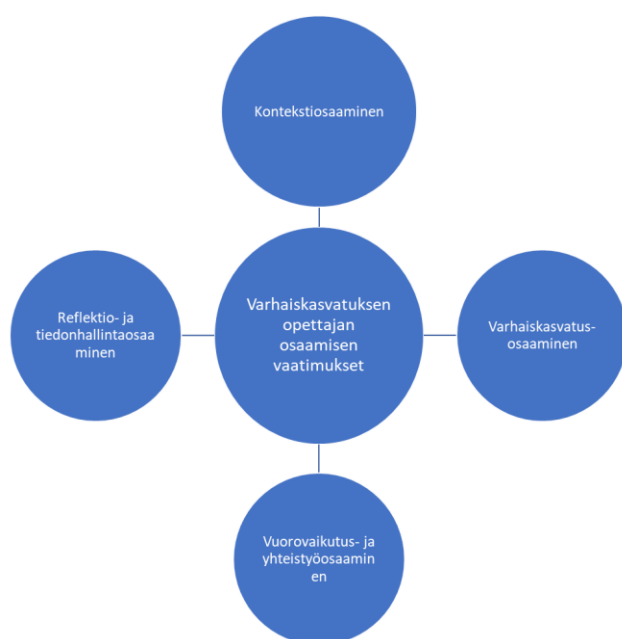 Kontekstiosaaminen
Varhaiskasvatuksen
opettajan
osaamisen
vaatimukset
Reflektio- ja
tiedonhallintaosaa
minen
Varhaiskasvatus-
osaaminen
Vuorovaikutus- ja
yhteistyöosaamin
en